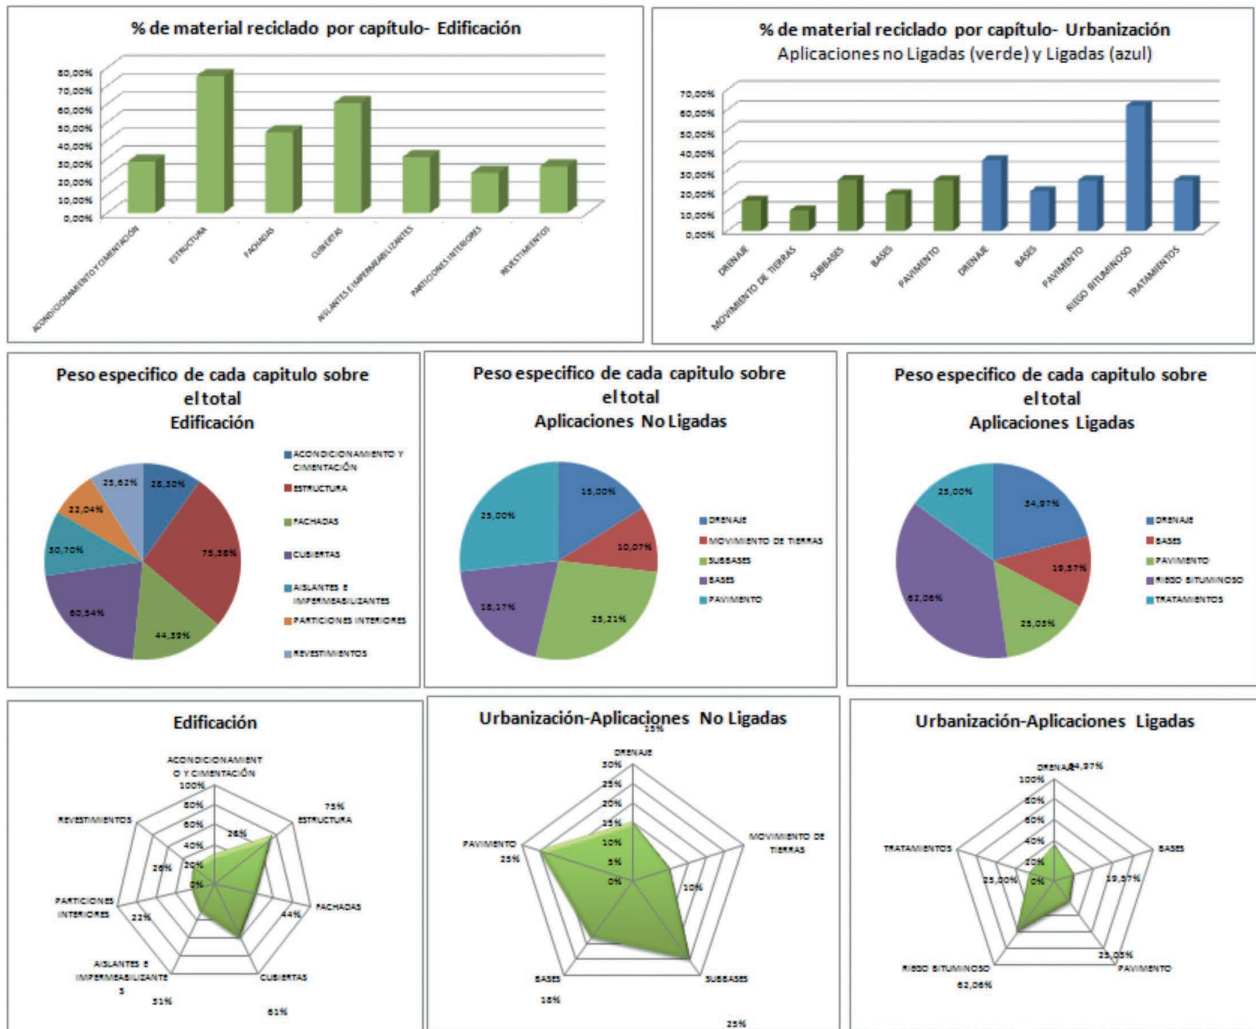 % de material reciclado por capítulo- Edificación
80,00%
70,00%
60,00%
50,00%
40,00%
30,00%
20,00%
10,00%
0,00%
ACONDICIONAMIENTO Y CIMENTACIÓN
ESTRUCTURA
FACHADAS
CUBIERTAS
AISLANTES E IMPERMEABILIZANTES
PARTICIONES INTERIORES
REVESTIMIENTOS
% de material reciclado por capítulo- Urbanización
Aplicaciones no Ligadas (verde) y Ligadas (azul)
70,00%
60,00%
50,00%
40,00%
30,00%
20,00%
10,00%
0,00%
DRENAJE
MOVIMIENTO DE TIERRAS
SUBBASES
BASES
PAVIMENTO
DRENAJE
BASES
PAVIMENTO
RIEGO BITUMINOSO
TRATAMIENTOS
Peso especifico de cada capitulo sobre
el total
Edificación
25,62%
28,30%
22,04%
30,70%
75,38%
60,54%
44,39%
ACONDICIONAMIENTO Y
CIMENTACIÓN
ESTRUCTURA
FACHADAS
CUBIERTAS
AISLANTES E
IMPERMEABILIZANTES
PARTICIONES INTERIORES
REVESTIMIENTOS
Peso especifico de cada capitulo sobre
el total
Aplicaciones No Ligadas
25,00%
15,00%
10,07%
18,17%
25,21%
DRENAJE
MOVIMIENTO DE TIERRAS
SUBBASES
BASES
PAVIMENTO
Peso especifico de cada capitulo sobre
el total
Aplicaciones Ligadas
25,00%
34,97%
62,06%
19,57%
25,03%
DRENAJE
BASES
PAVIMENTO
RIEGO BITUMINOSO
TRATAMIENTOS
Edificación
ACONDICIONAMIENT
O Y CIMENTACIÓN
100%
80%
60%
40%
20%
0%
28%
75%
ESTRUCTURA
REVESTIMIENTOS
26%
PARTICIONES
INTERIORES
22%
44%
FACHADAS
AISLANTES E
IMPERMEABILIZANTE
S
31%
CUBIERTAS
61%
Urbanización-Aplicaciones No Ligadas
15%
DRENAJE
30%
25%
20%
15%
10%
5%
0%
PAVIMENTO
25%
MOVIMIENTO DE
TIERRAS
10%
BASES
18%
SUBBASES
25%
Urbanización-Aplicaciones Ligadas
DRENAJE
34,97%
100%
80%
60%
40%
20%
0%
TRATAMIENTOS
25,00%
BASES
19,57%
25,03%
RIEGO BITUMINOSO
62,06%
PAVIMENTO